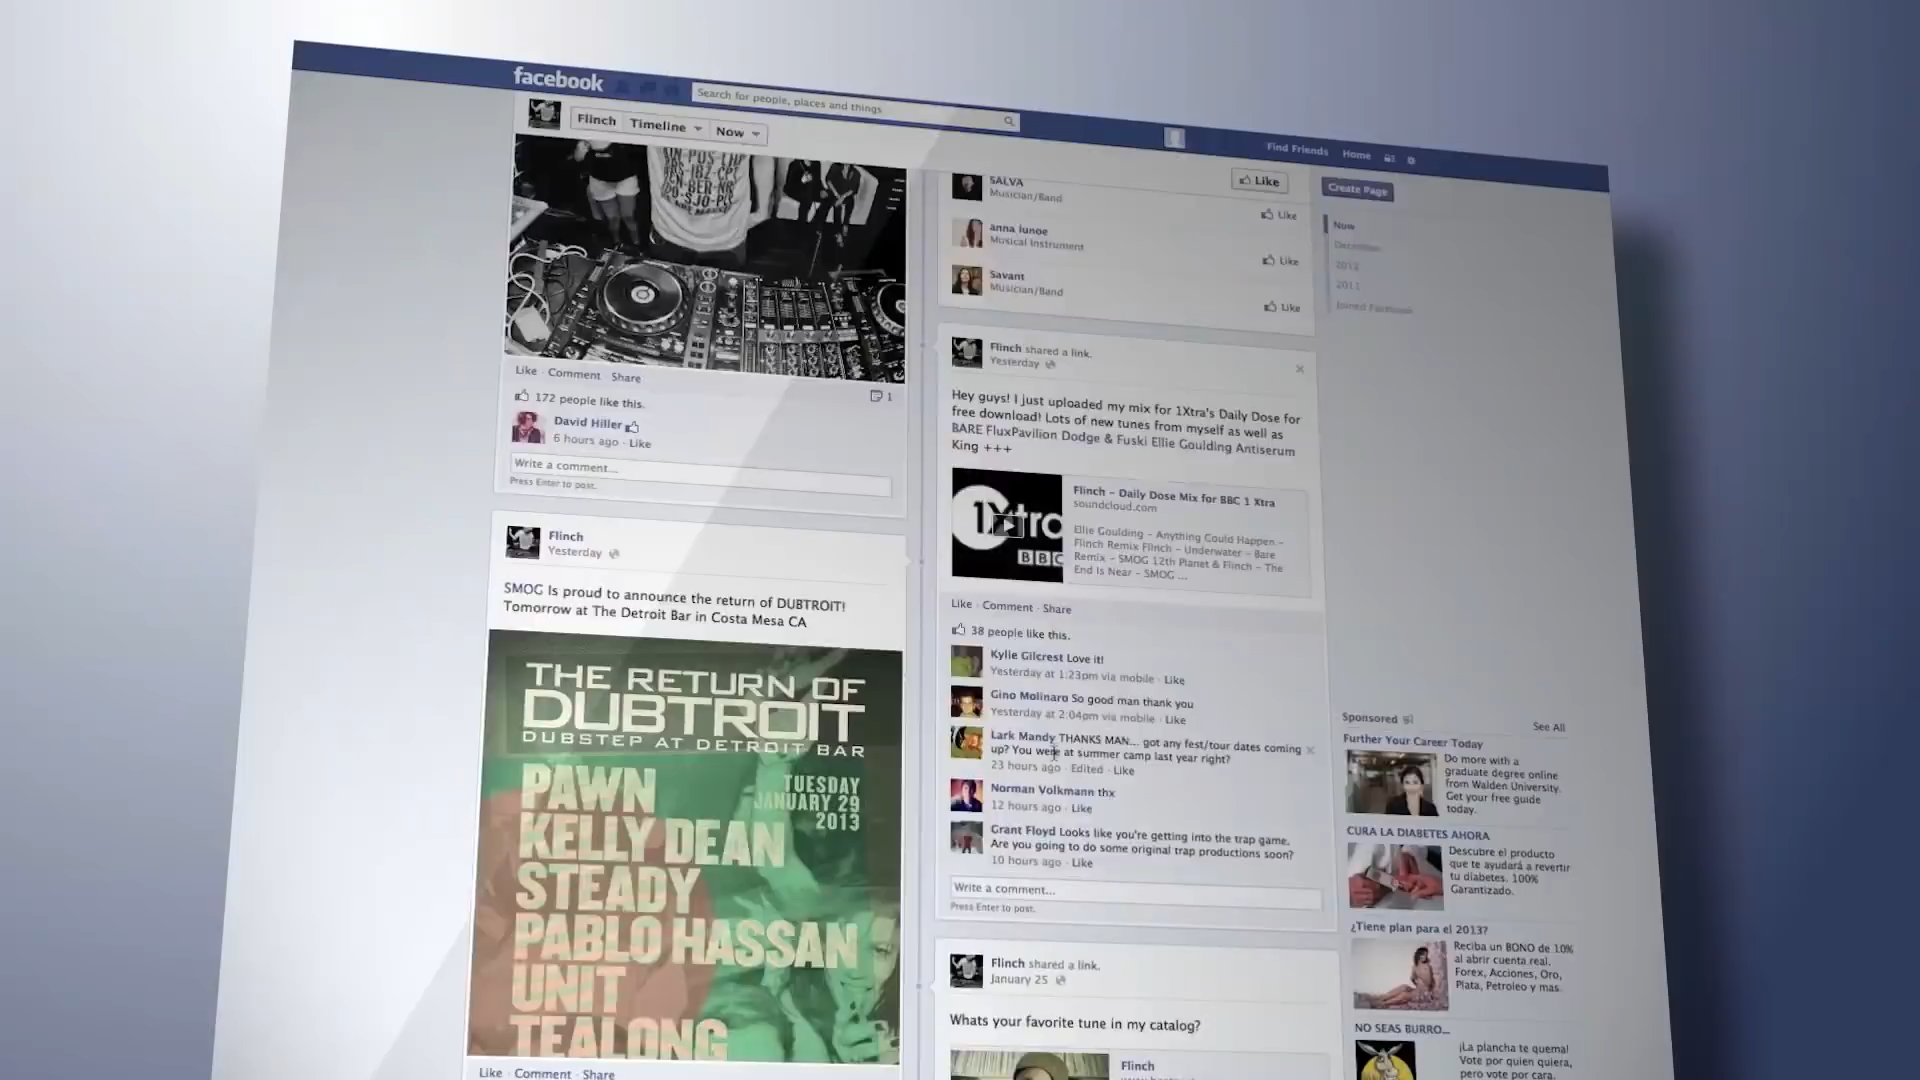 facebook
Search for people, places and things
Find Friends
Home
Flinch
Timeline
Now
Like · Comment · Share
1
172 people like this.
David Hiller
6 hours ago · Like
Write a comment...
Press Enter to post.
Flinch
Yesterday
SMOG Is proud to announce the return of DUBTROIT!
Tomorrow at The Detroit Bar in Costa Mesa CA
THE RETURN OF
DUBTROIT
DUBSTEP AT DETROIT BAR
TUESDAY
JANUARY 29
2013
PAWN
KELLY DEAN
STEADY
PABLO HASSAN
UNIT
TEALONG
Like · Comment · Share
Like
SALVA
Musician/Band
Like
anna lunoe
Musical Instrument
Like
Savant
Musician/Band
Like
Flinch shared a link.
Yesterday
Hey guys! I just uploaded my mix for 1Xtra's Daily Dose for
free download! Lots of new tunes from myself as well as
BARE FluxPavilion Dodge & Fuski Ellie Goulding Antiserum
King +++
1Xtra
BBC
Flinch - Daily Dose Mix for BBC 1 Xtra
soundcloud.com
Ellie Goulding - Anything Could Happen -
Flinch Remix Flinch - Underwater - Bare
Remix - SMOG 12th Planet & Flinch - The
End Is Near - SMOG ...
Like · Comment · Share
38 people like this.
Kylie Gilcrest Love it!
Yesterday at 1:23pm via mobile · Like
Gino Molinaro So good man thank you
Yesterday at 2:04pm via mobile · Like
Lark Mandy THANKS MAN... got any fest/tour dates coming
up? You were at summer camp last year right?
23 hours ago · Edited · Like
Norman Volkmann thx
12 hours ago · Like
Grant Floyd Looks like you're getting into the trap game.
Are you going to do some original trap productions soon?
10 hours ago · Like
Write a comment...
Press Enter to post.
Flinch shared a link.
January 25
Whats your favorite tune in my catalog?
Flinch
Create Page
Now
December
2012
2011
Joined Facebook
Sponsored
See All
Further Your Career Today
Do more with a
graduate degree online
from Walden University.
Get your free guide
today.
CURA LA DIABETES AHORA
Descubre el producto
que te ayudará a revertir
tu diabetes. 100%
Garantizado.
¿Tiene plan para el 2013?
Reciba un BONO de 10%
al abrir cuenta real.
Forex, Acciones, Oro,
Plata, Petroleo y mas.
NO SEAS BURRO...
¡La plancha te quema!
Vote por quien quiera,
pero vote por cara.